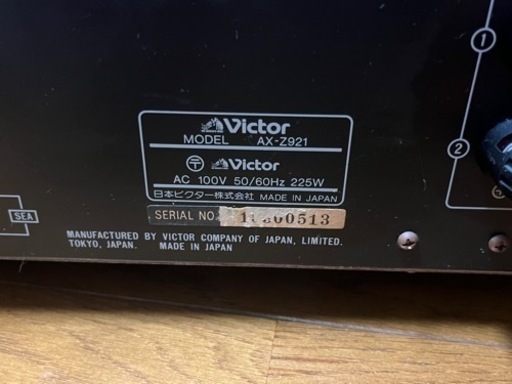 Victor
MODEL AX-Z921
〒 Victor
AC 100V 50/60Hz 225W
日本ビクター株式会社 MADE IN JAPAN
SERIAL NO.
MANUFACTURED BY VICTOR COMPANY OF JAPAN, LIMITED.
TOKYO, JAPAN. MADE IN JAPAN
SEA
①
②